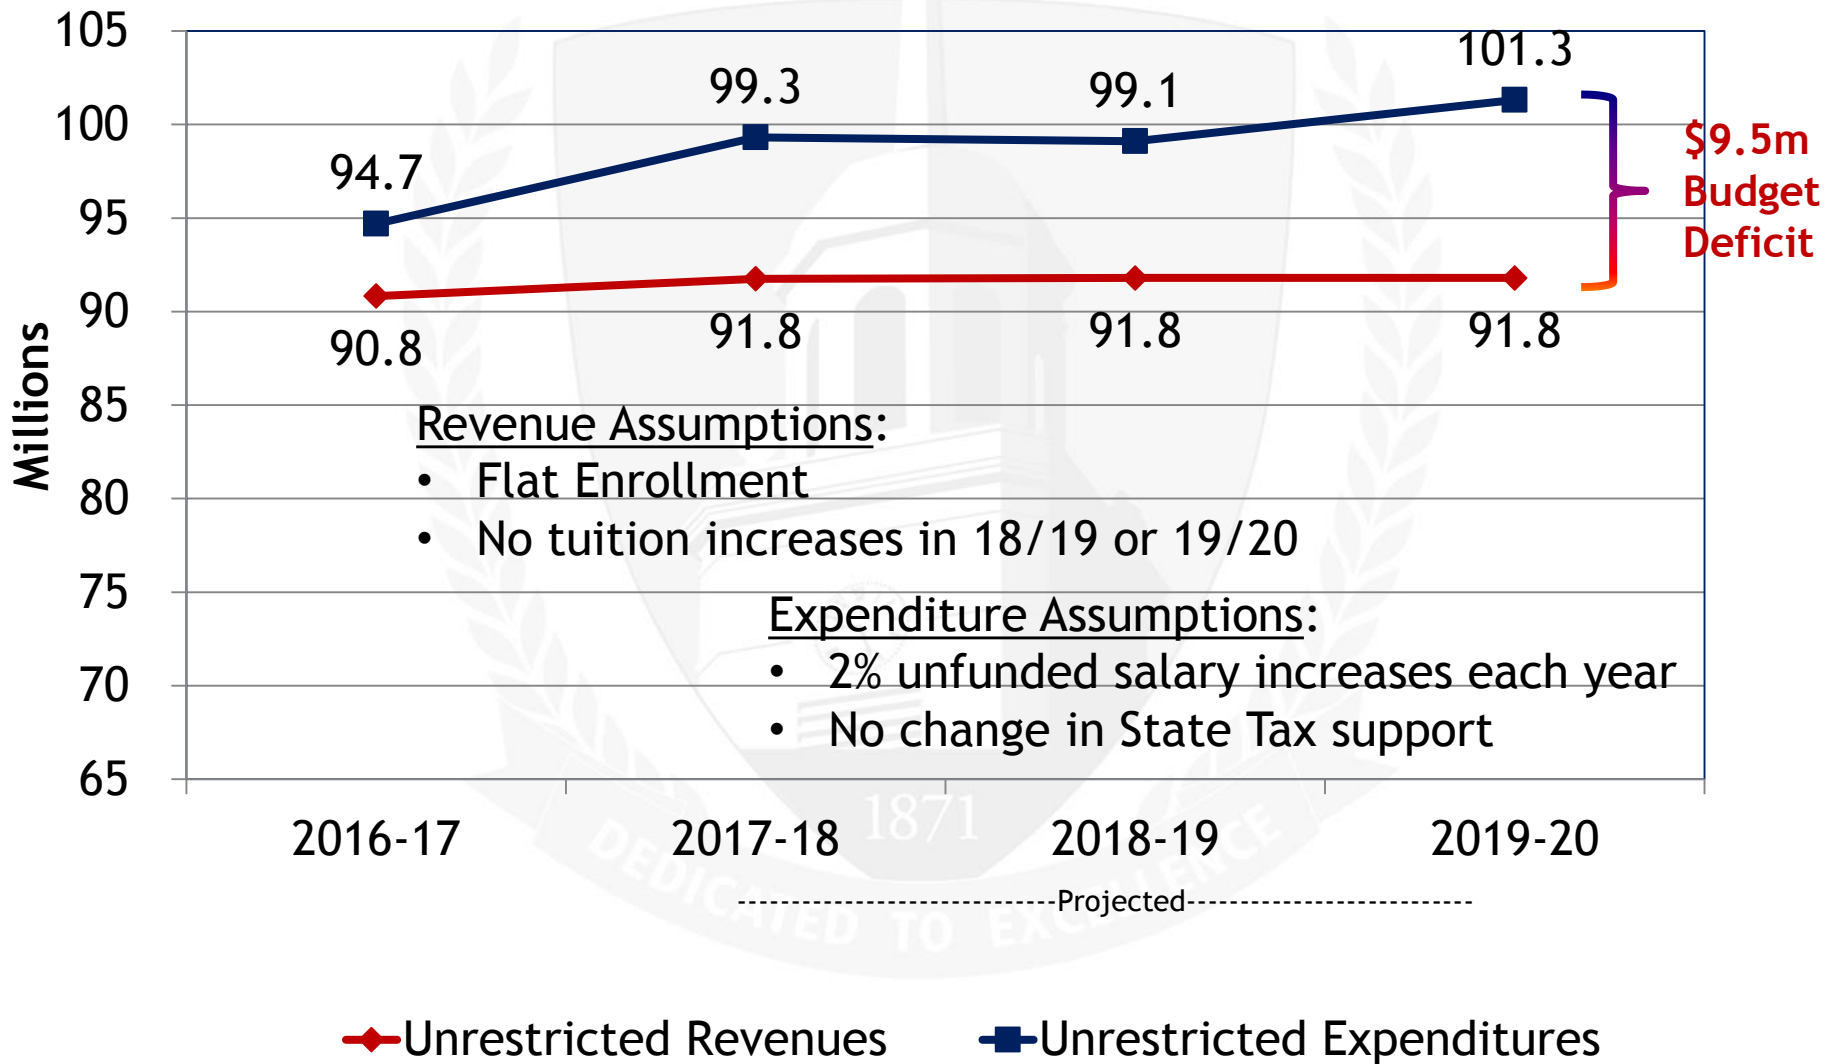 105
100
95
90
85
80
75
70
65
Millions
94.7
99.3
99.1
101.3
90.8
91.8
91.8
91.8
$9.5m
Budget
Deficit
Revenue Assumptions:
• Flat Enrollment
• No tuition increases in 18/19 or 19/20
Expenditure Assumptions:
• 2% unfunded salary increases each year
• No change in State Tax support
1871
2016-17
2017-18
2018-19
2019-20
----------------------------Projected-------------------------
DEDICATED TO EXCELLENCE
Unrestricted Revenues
Unrestricted Expenditures